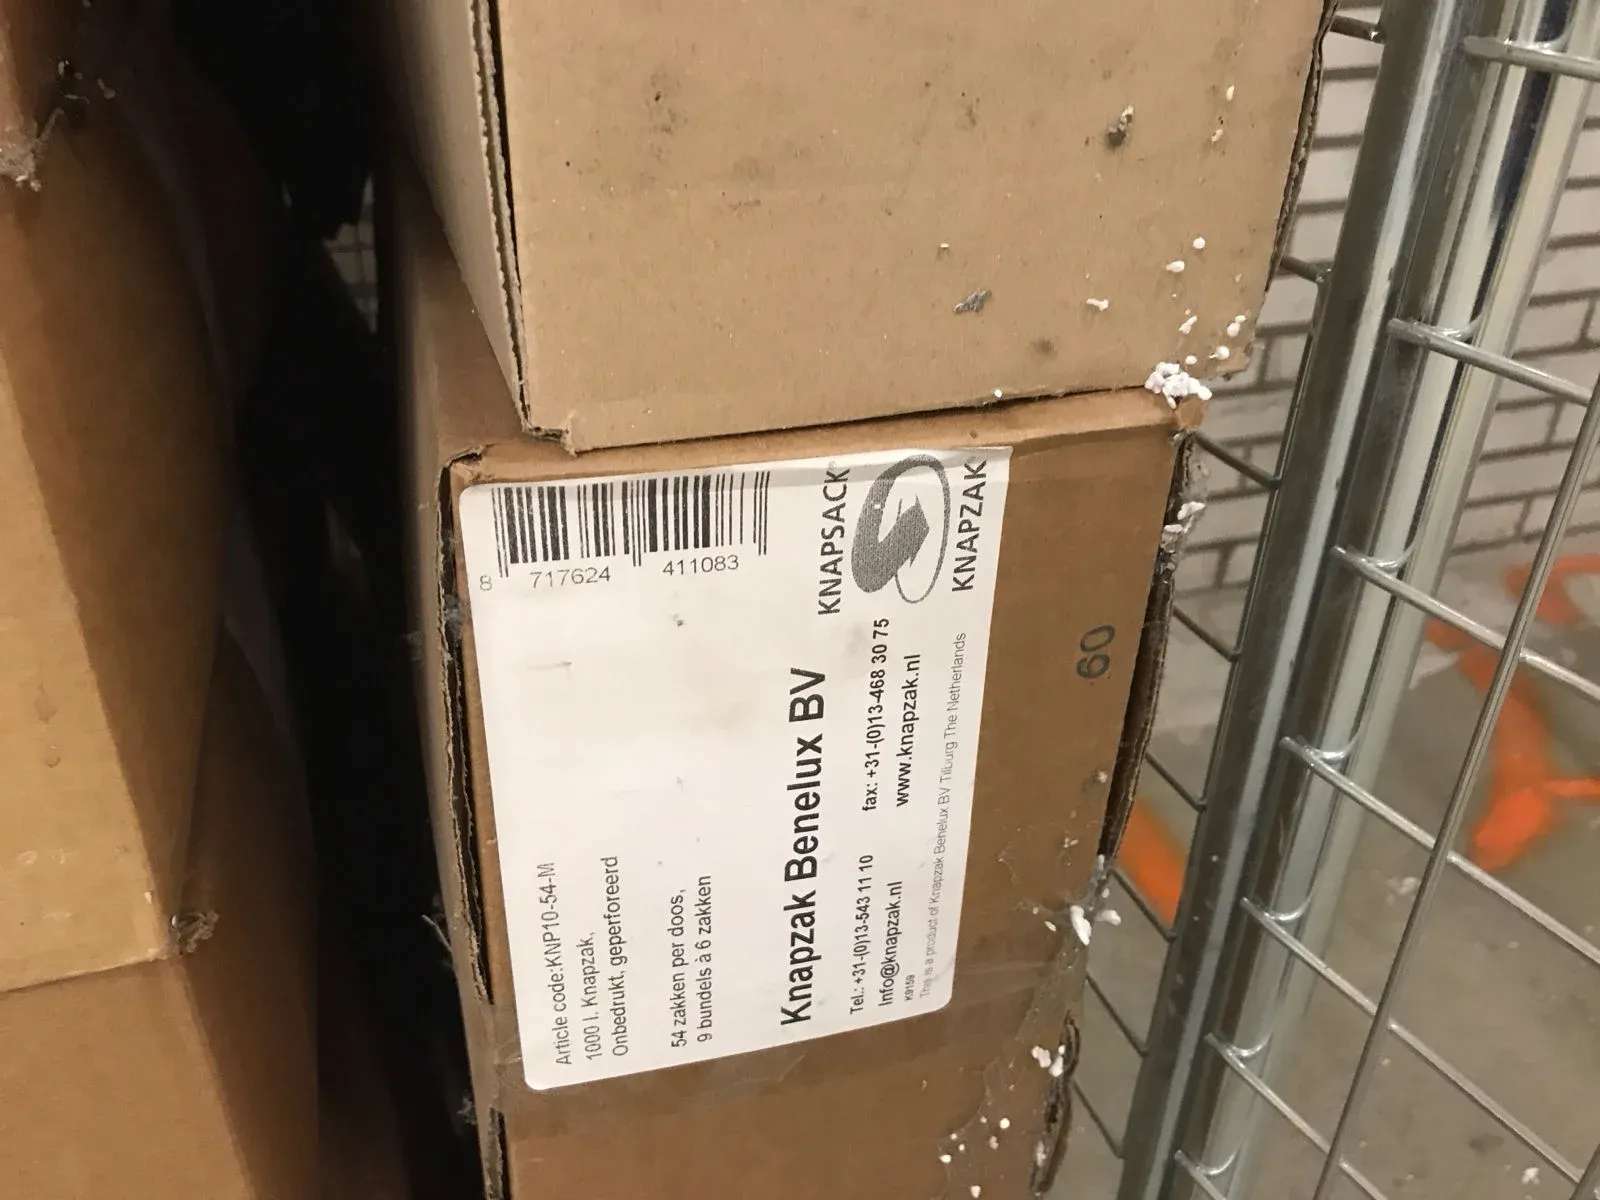 Article code:KNP10-54-M
1000 l. Knapzak,
Onbedrukt, geperforeerd
54 zakken per doos,
9 bundels à 6 zakken
8 717624 411083
Knapzak Benelux BV
Tel.: +31-(0)13-543 11 10
fax: +31-(0)13-468 30 75
Info@knapzak.nl
www.knapzak.nl
K9159
This is a product of Knapzak Benelux BV Tilburg The Netherlands
KNAPSACK®
KNAPZAK®
60